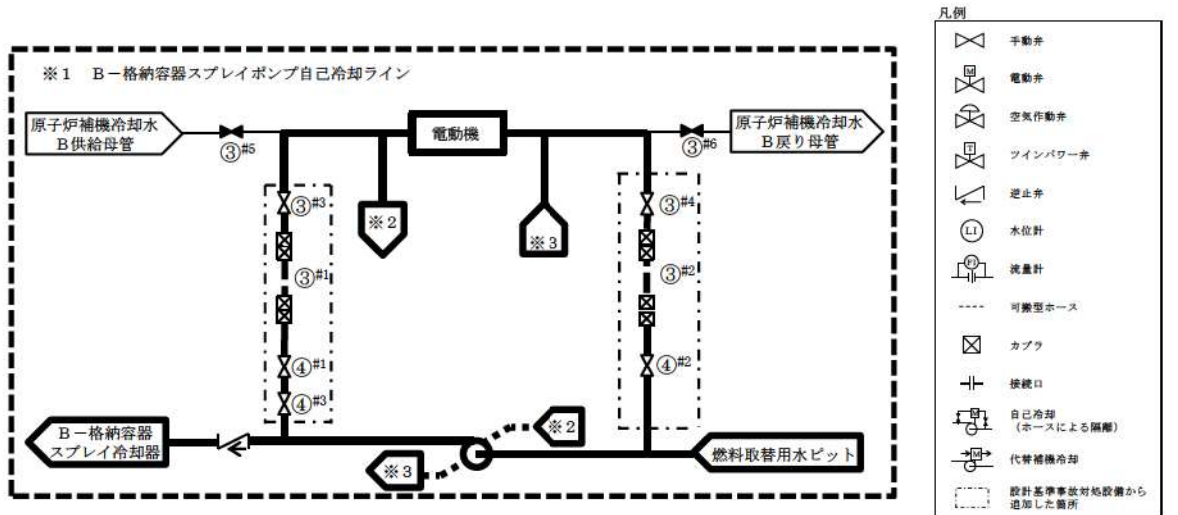 ※1 B－格納容器スプレイポンプ自己冷却ライン
原子炉補機冷却水
B供給母管
③#5
電動機
③#6
原子炉補機冷却水
B戻り母管
③#3
※2
※3
③#4
③#1
③#2
④#1
④#2
④#3
B－格納容器
スプレイ冷却器
※2
※3
燃料取替用水ピット
凡例
手動弁
M
電動弁
空気作動弁
T
ツインパワー弁
逆止弁
LI
水位計
FI
流量計
可搬型ホース
カプラ
接続口
M
自己冷却
（ホースによる隔離）
M
代替補機冷却
設計基準事故対処設備から
追加した箇所